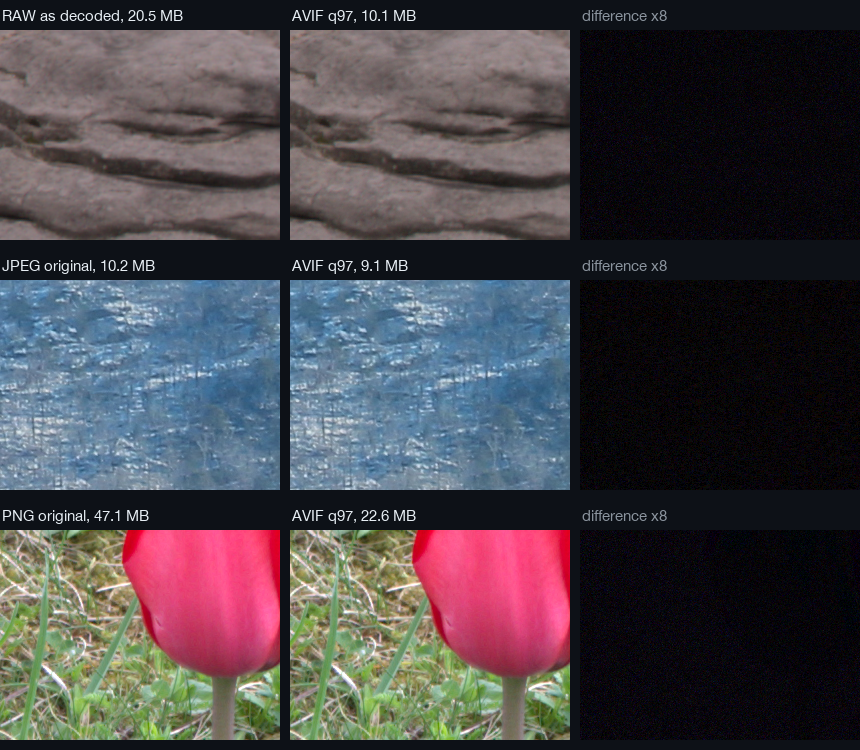 RAW as decoded, 20.5 MB
AVIF q97, 10.1 MB
difference x8
JPEG original, 10.2 MB
AVIF q97, 9.1 MB
difference x8
PNG original, 47.1 MB
AVIF q97, 22.6 MB
difference x8